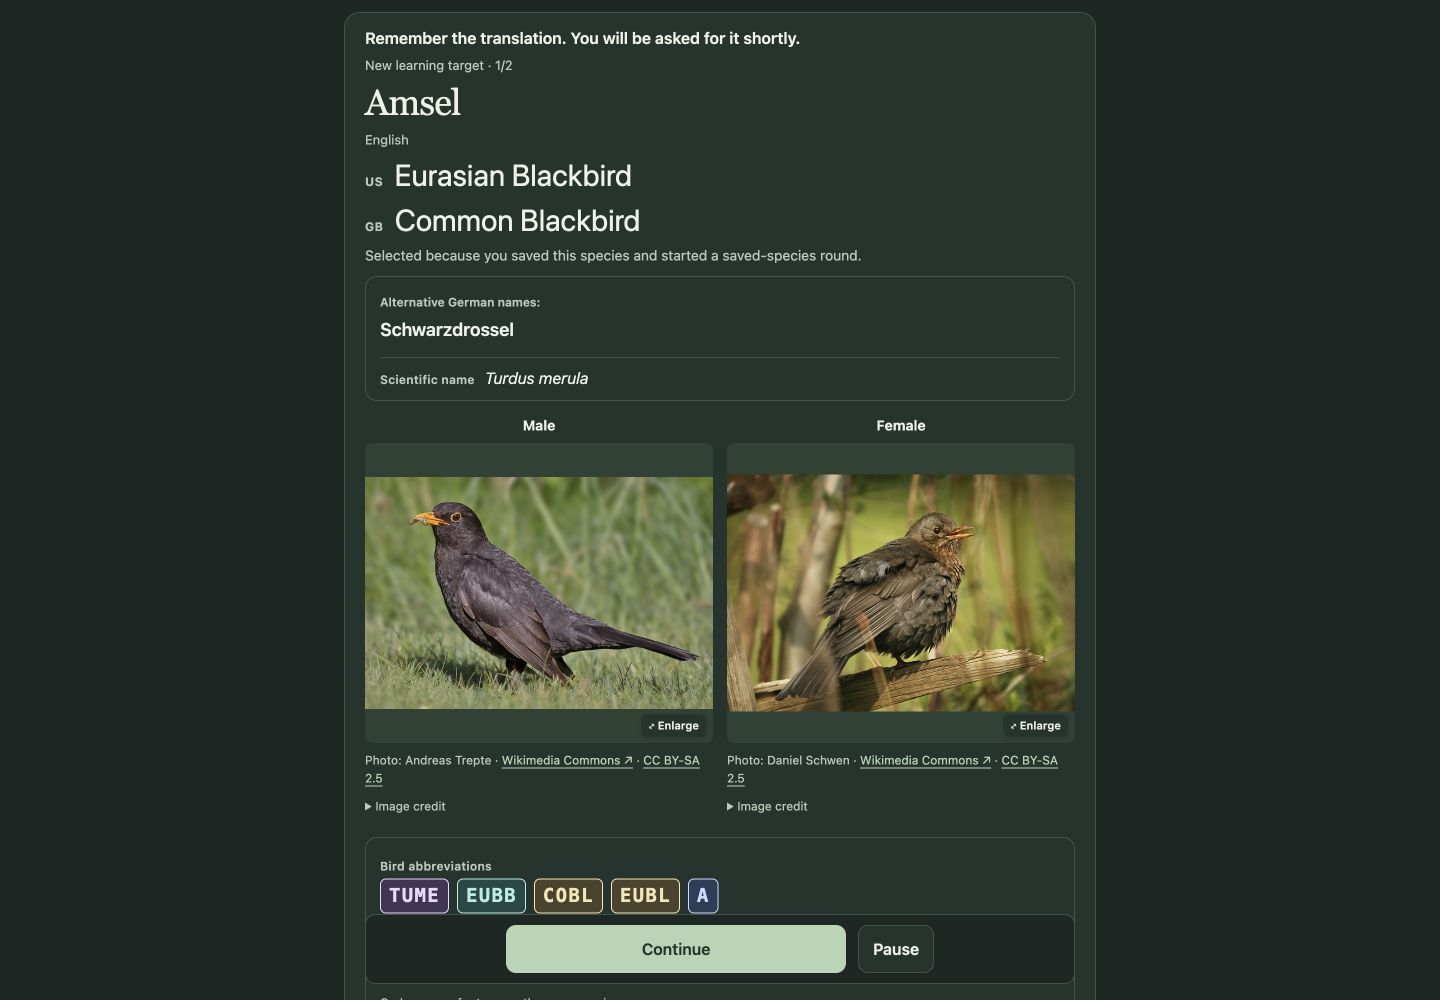 Remember the translation. You will be asked for it shortly.
New learning target · 1/2
Amsel
English
US Eurasian Blackbird
GB Common Blackbird
Selected because you saved this species and started a saved-species round.
Alternative German names:
Schwarzdrossel
Scientific name Turdus merula
Male
Female
⤢ Enlarge
⤢ Enlarge
Photo: Andreas Trepte · Wikimedia Commons ↗ · CC BY-SA
2.5
▶ Image credit
Photo: Daniel Schwen · Wikimedia Commons ↗ · CC BY-SA
2.5
▶ Image credit
Bird abbreviations
TUME EUBB COBL EUBL A
Continue
Pause